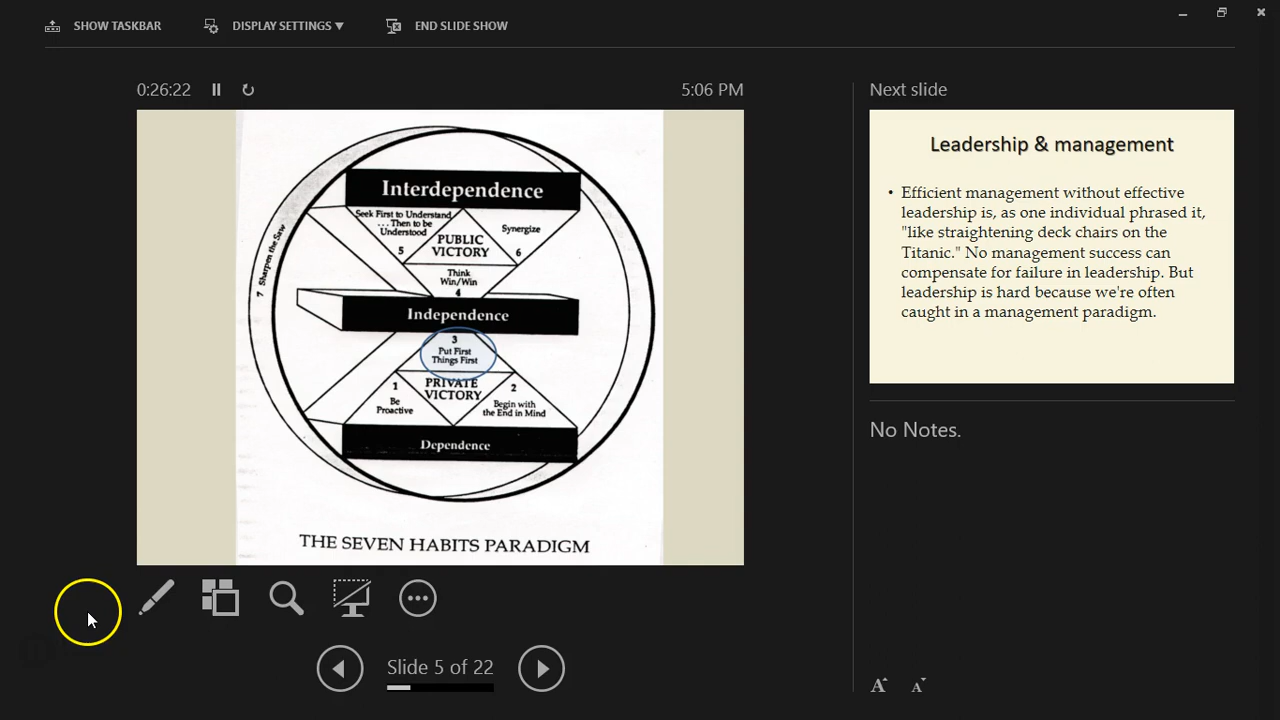 SHOW TASKBAR
DISPLAY SETTINGS
END SLIDE SHOW
0:26:22
5:06 PM
Interdependence
Seek First to Understand
... Then to be
Understood
5
PUBLIC
VICTORY
Synergize
6
Think
Win/Win
4
7 Sharpen the Saw
Independence
3
Put First
Things First
PRIVATE
VICTORY
1
Be
Proactive
2
Begin with
the End in Mind
Dependence
THE SEVEN HABITS PARADIGM
Slide 5 of 22
Next slide
Leadership & management
• Efficient management without effective
leadership is, as one individual phrased it,
"like straightening deck chairs on the
Titanic." No management success can
compensate for failure in leadership. But
leadership is hard because we're often
caught in a management paradigm.
No Notes.
A A